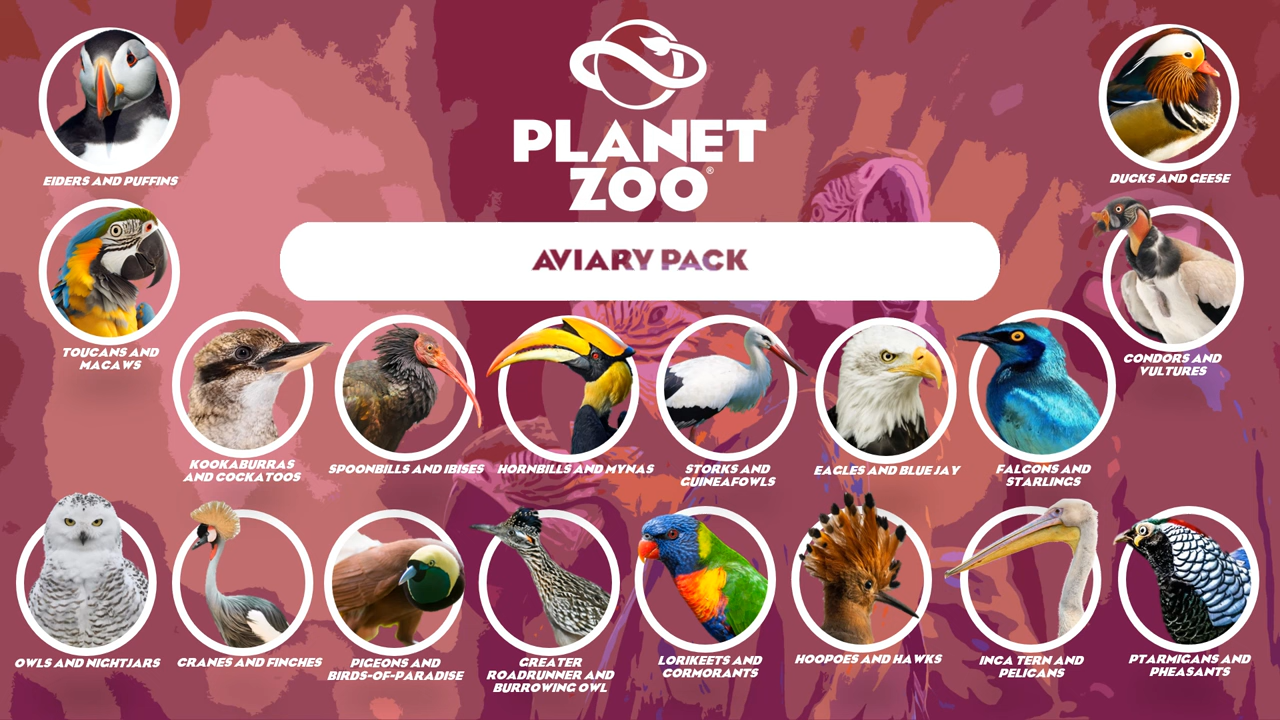 PLANET
ZOO®
AVIARY PACK
EIDERS AND PUFFINS
DUCKS AND GEESE
TOUCANS AND
MACAWS
CONDORS AND
VULTURES
KOOKABURRAS
AND COCKATOOS
SPOONBILLS AND IBISES
HORNBILLS AND MYNAS
STORKS AND
GUINEAFOWLS
EAGLES AND BLUE JAY
FALCONS AND
STARLINGS
OWLS AND NIGHTJARS
CRANES AND FINCHES
PIGEONS AND
BIRDS-OF-PARADISE
GREATER
ROADRUNNER AND
BURROWING OWL
LORIKEETS AND
CORMORANTS
HOOPOES AND HAWKS
INCA TERN AND
PELICANS
PTARMIGANS AND
PHEASANTS